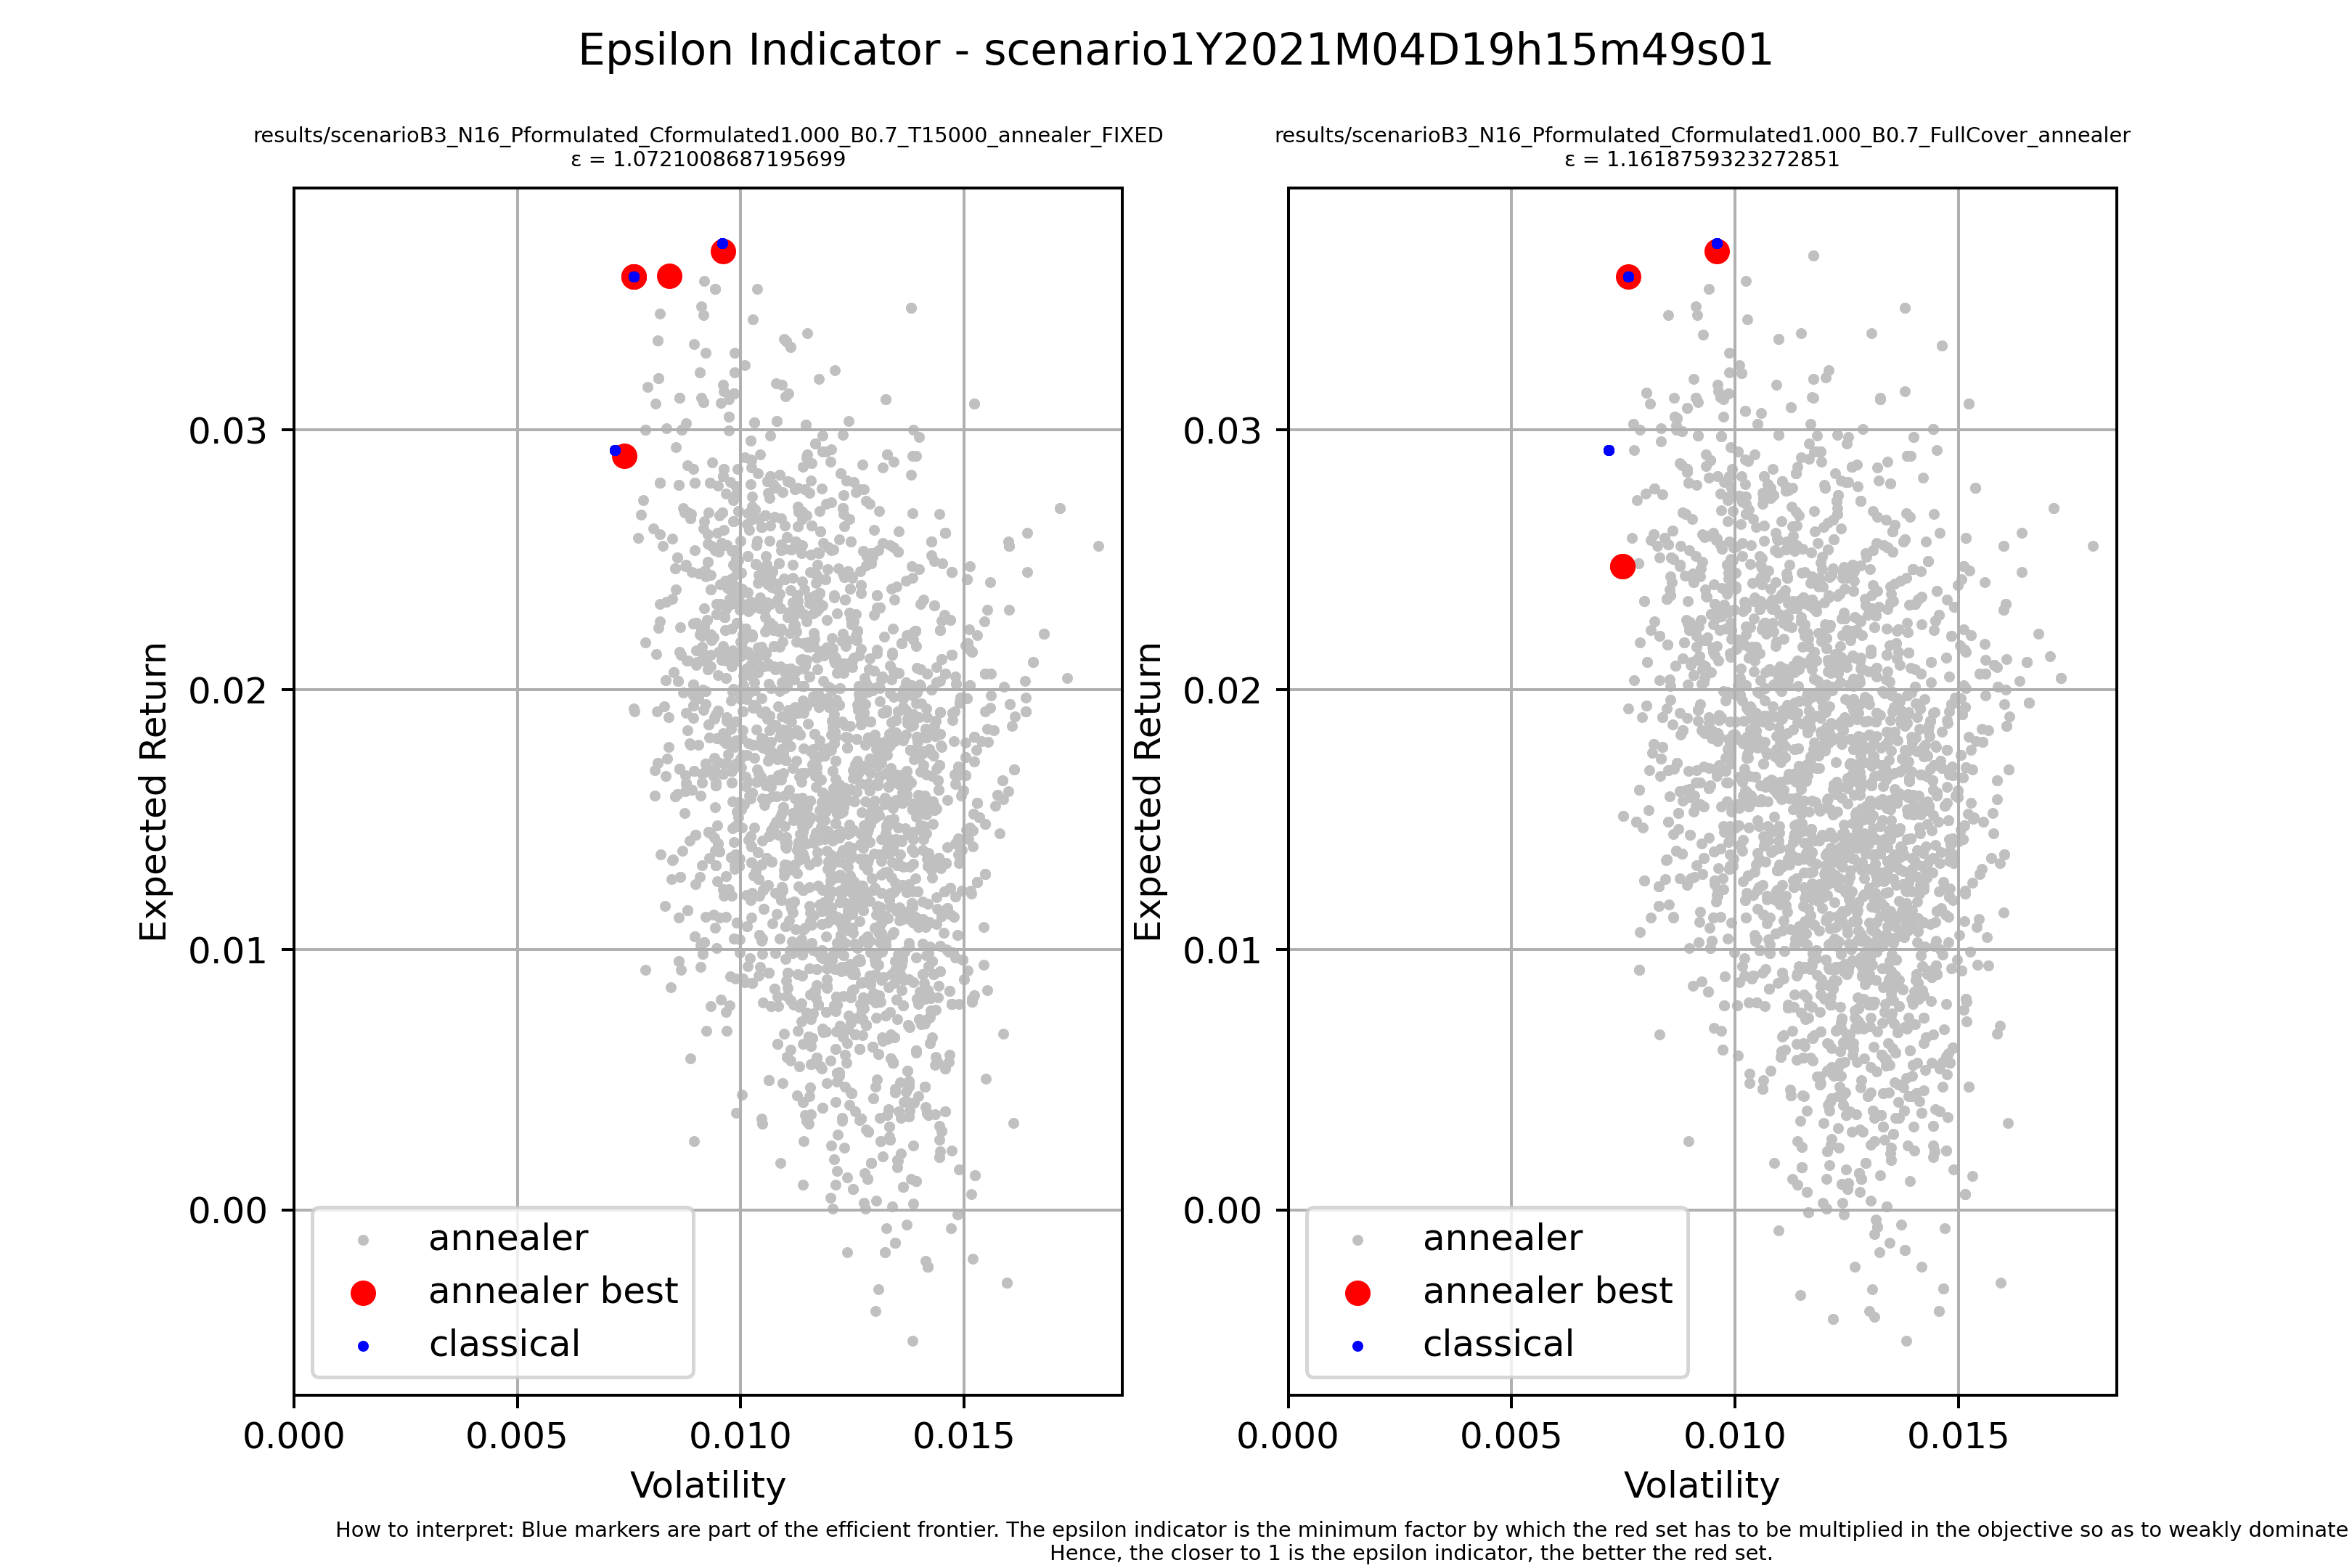 Epsilon Indicator - scenario1Y2021M04D19h15m49s01
results/scenarioB3_N16_Pformulated_Cformulated1.000_B0.7_T15000_annealer_FIXED
ε = 1.0721008687195699
results/scenarioB3_N16_Pformulated_Cformulated1.000_B0.7_FullCover_annealer
ε = 1.1618759323272851
Expected Return
0.03
0.02
0.01
0.00
annealer
annealer best
classical
0.000 0.005 0.010 0.015
Volatility
Expected Return
0.03
0.02
0.01
0.00
annealer
annealer best
classical
0.000 0.005 0.010 0.015
Volatility
How to interpret: Blue markers are part of the efficient frontier. The epsilon indicator is the minimum factor by which the red set has to be multiplied in the objective so as to weakly dominate
Hence, the closer to 1 is the epsilon indicator, the better the red set.